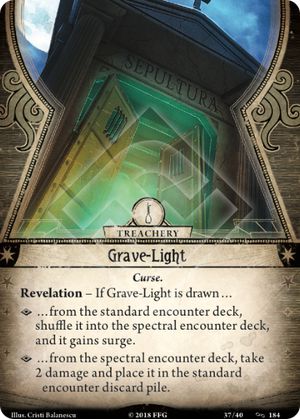 SEPULTURA
TREACHERY
Grave-Light
Curse.
Revelation – If Grave-Light is drawn…
…from the standard encounter deck,
shuffle it into the spectral encounter deck,
and it gains surge.
…from the spectral encounter deck, take
2 damage and place it in the standard
encounter discard pile.
Illus. Cristi Balanescu © 2018 FFG 37/40 184